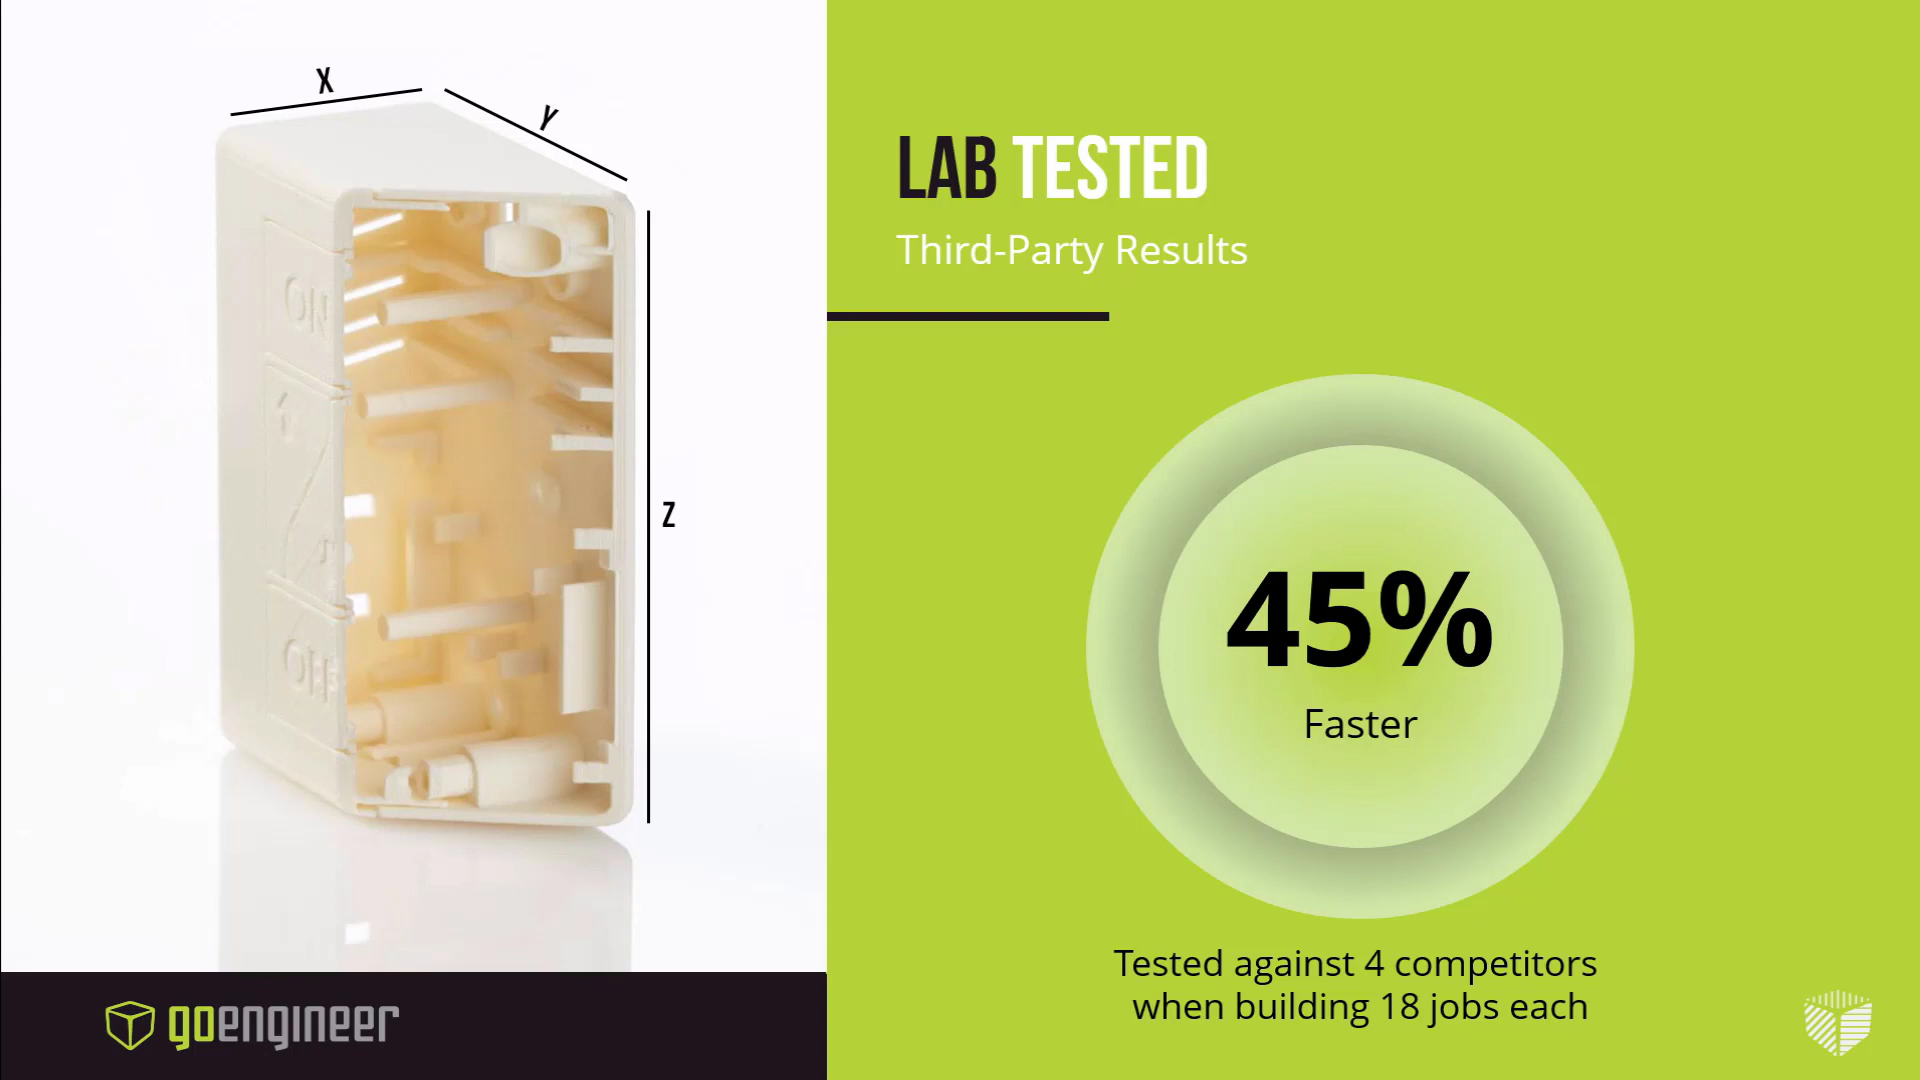 X
Y
Z
ON
OFF
goengineer
LAB TESTED
Third-Party Results
45%
Faster
Tested against 4 competitors
when building 18 jobs each